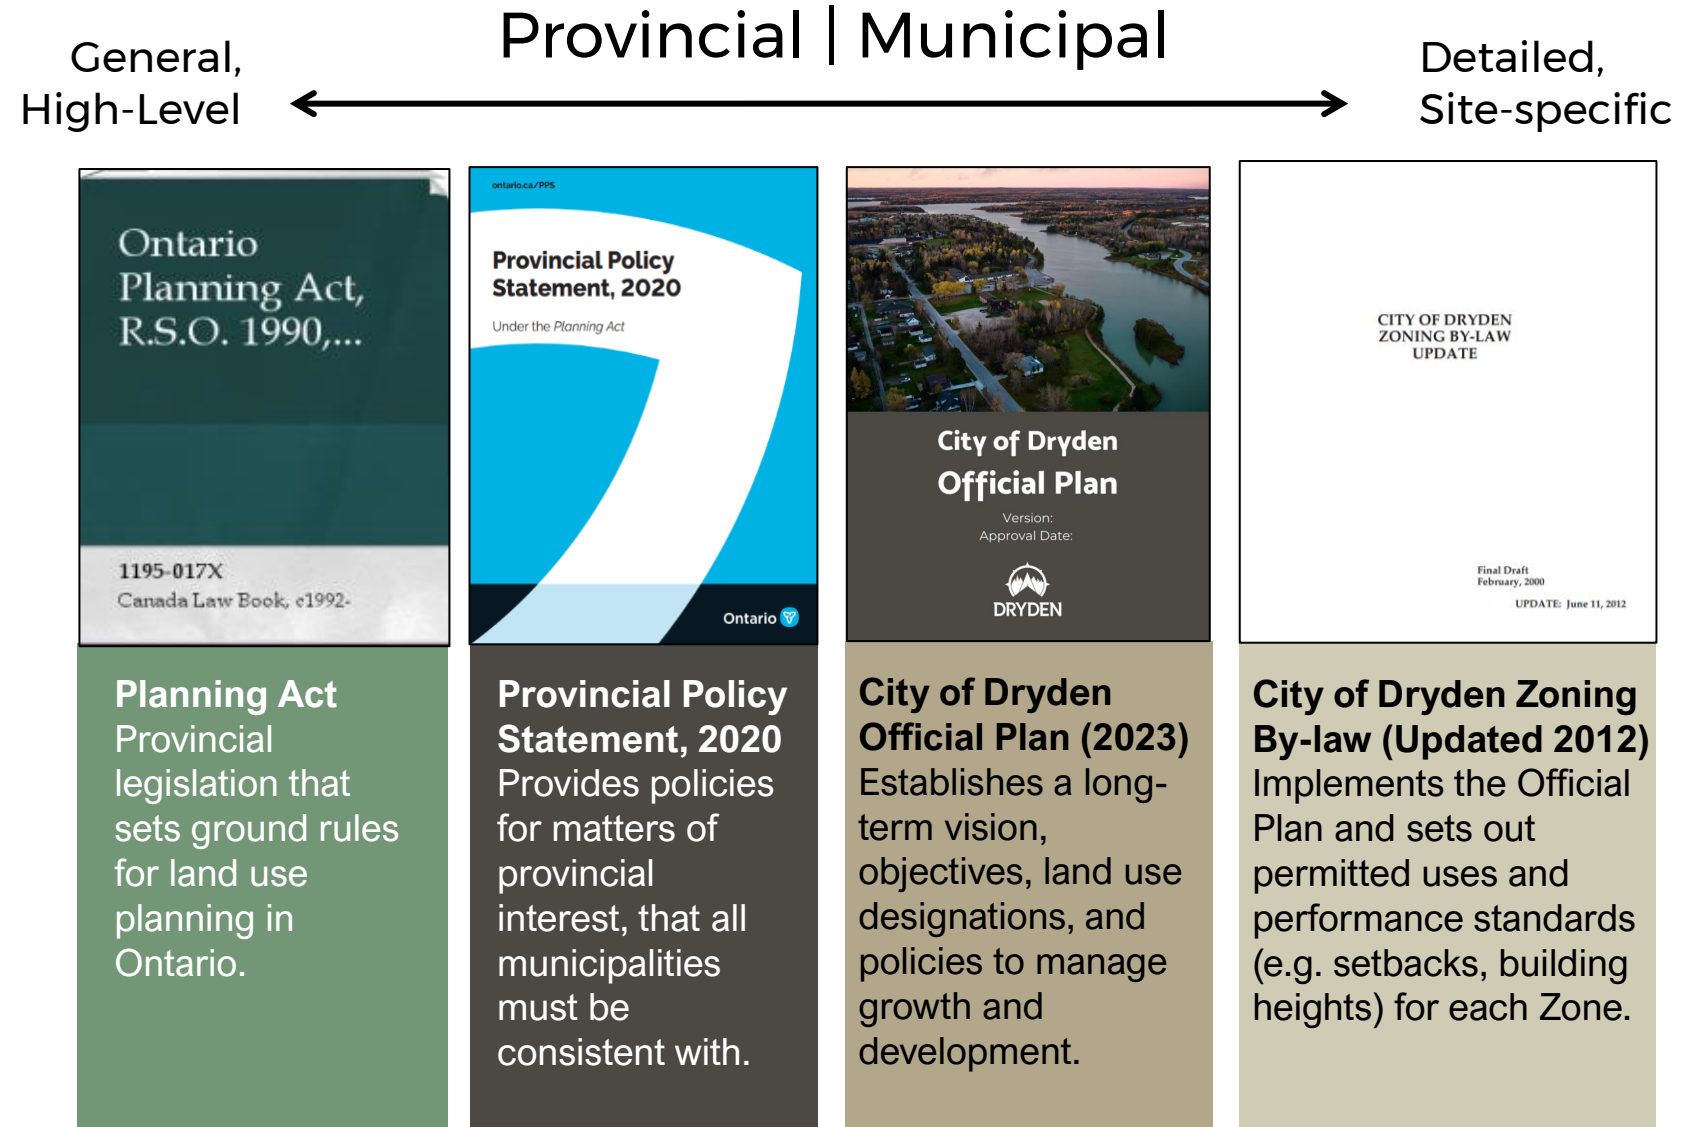 Provincial | Municipal
General,
High-Level
Detailed,
Site-specific
Ontario
Planning Act,
R.S.O. 1990,...
1195-017X
Canada Law Book, c1992-
ontario.ca/PPS
Provincial Policy
Statement, 2020
Under the Planning Act
Ontario
City of Dryden
Official Plan
Version:
Approval Date:
DRYDEN
CITY OF DRYDEN
ZONING BY-LAW
UPDATE
Final Draft
February, 2000
UPDATE: June 11, 2012
Planning Act
Provincial
legislation that
sets ground rules
for land use
planning in
Ontario.
Provincial Policy
Statement, 2020
Provides policies
for matters of
provincial
interest, that all
municipalities
must be
consistent with.
City of Dryden
Official Plan (2023)
Establishes a long-
term vision,
objectives, land use
designations, and
policies to manage
growth and
development.
City of Dryden Zoning
By-law (Updated 2012)
Implements the Official
Plan and sets out
permitted uses and
performance standards
(e.g. setbacks, building
heights) for each Zone.